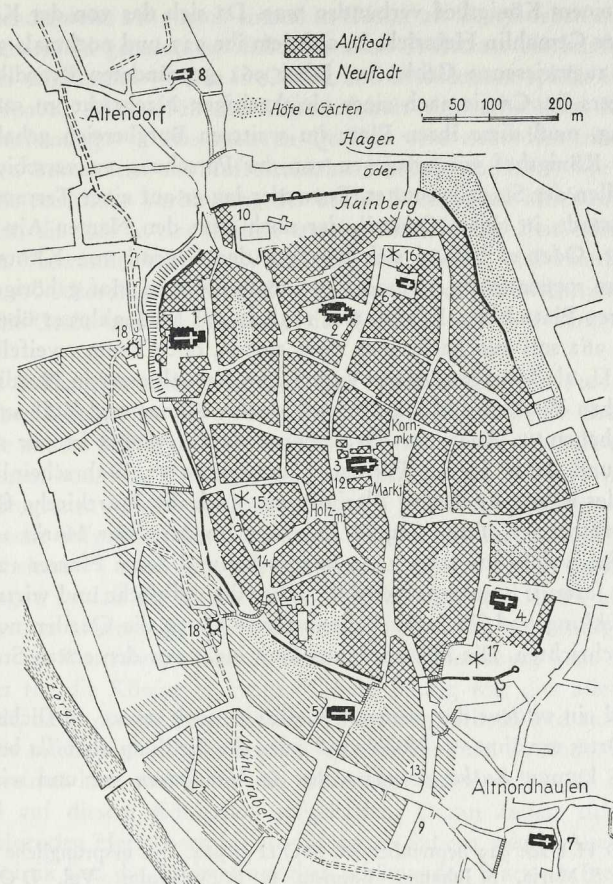 Altstadt
Neustadt
Höfe u. Gärten
0 50 100 200
m
Altendorf
8
Hagen
oder
Hainberg
10
1
2
16
6
18
Korn-
mkt.
b
3
12
Markt
Holz-
m.
15
a
c
14
11
4
17
18
5
13
Zorge
Mühlgraben
Altnordhausen
9
7